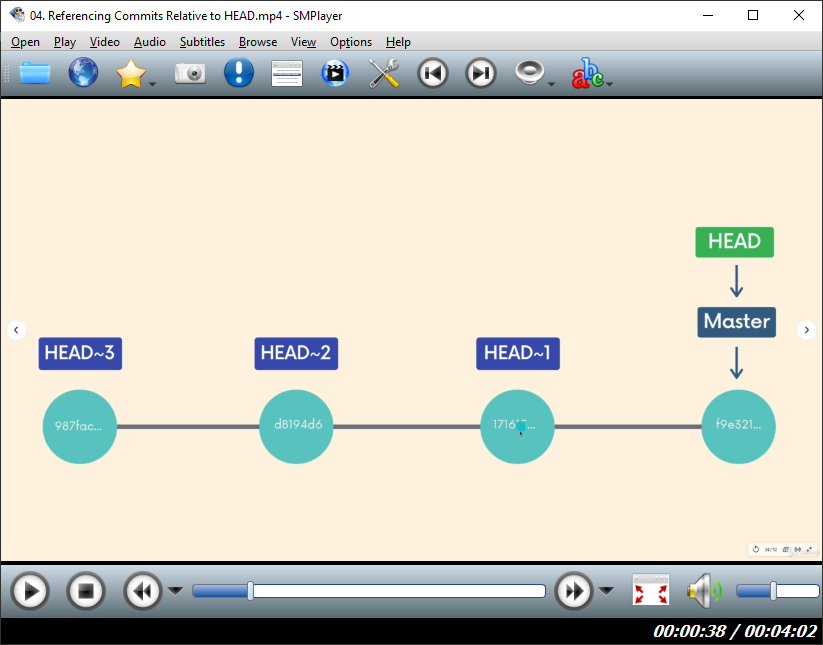 04. Referencing Commits Relative to HEAD.mp4 - SMPlayer
Open Play Video Audio Subtitles Browse View Options Help
abc
HEAD
Master
HEAD~3 HEAD~2 HEAD~1
987fac... d8194d6 f9e321...
00:00:38 / 00:04:02